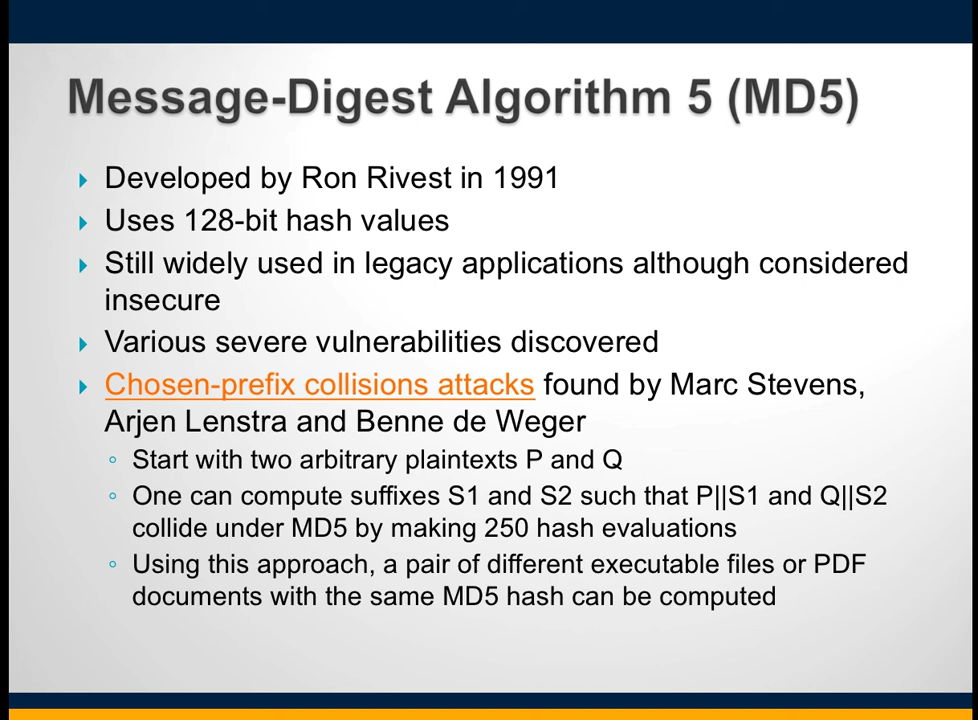 Message-Digest Algorithm 5 (MD5)
Developed by Ron Rivest in 1991
Uses 128-bit hash values
Still widely used in legacy applications although considered
insecure
Various severe vulnerabilities discovered
Chosen-prefix collisions attacks found by Marc Stevens,
Arjen Lenstra and Benne de Weger
Start with two arbitrary plaintexts P and Q
One can compute suffixes S1 and S2 such that P||S1 and Q||S2
collide under MD5 by making 250 hash evaluations
Using this approach, a pair of different executable files or PDF
documents with the same MD5 hash can be computed